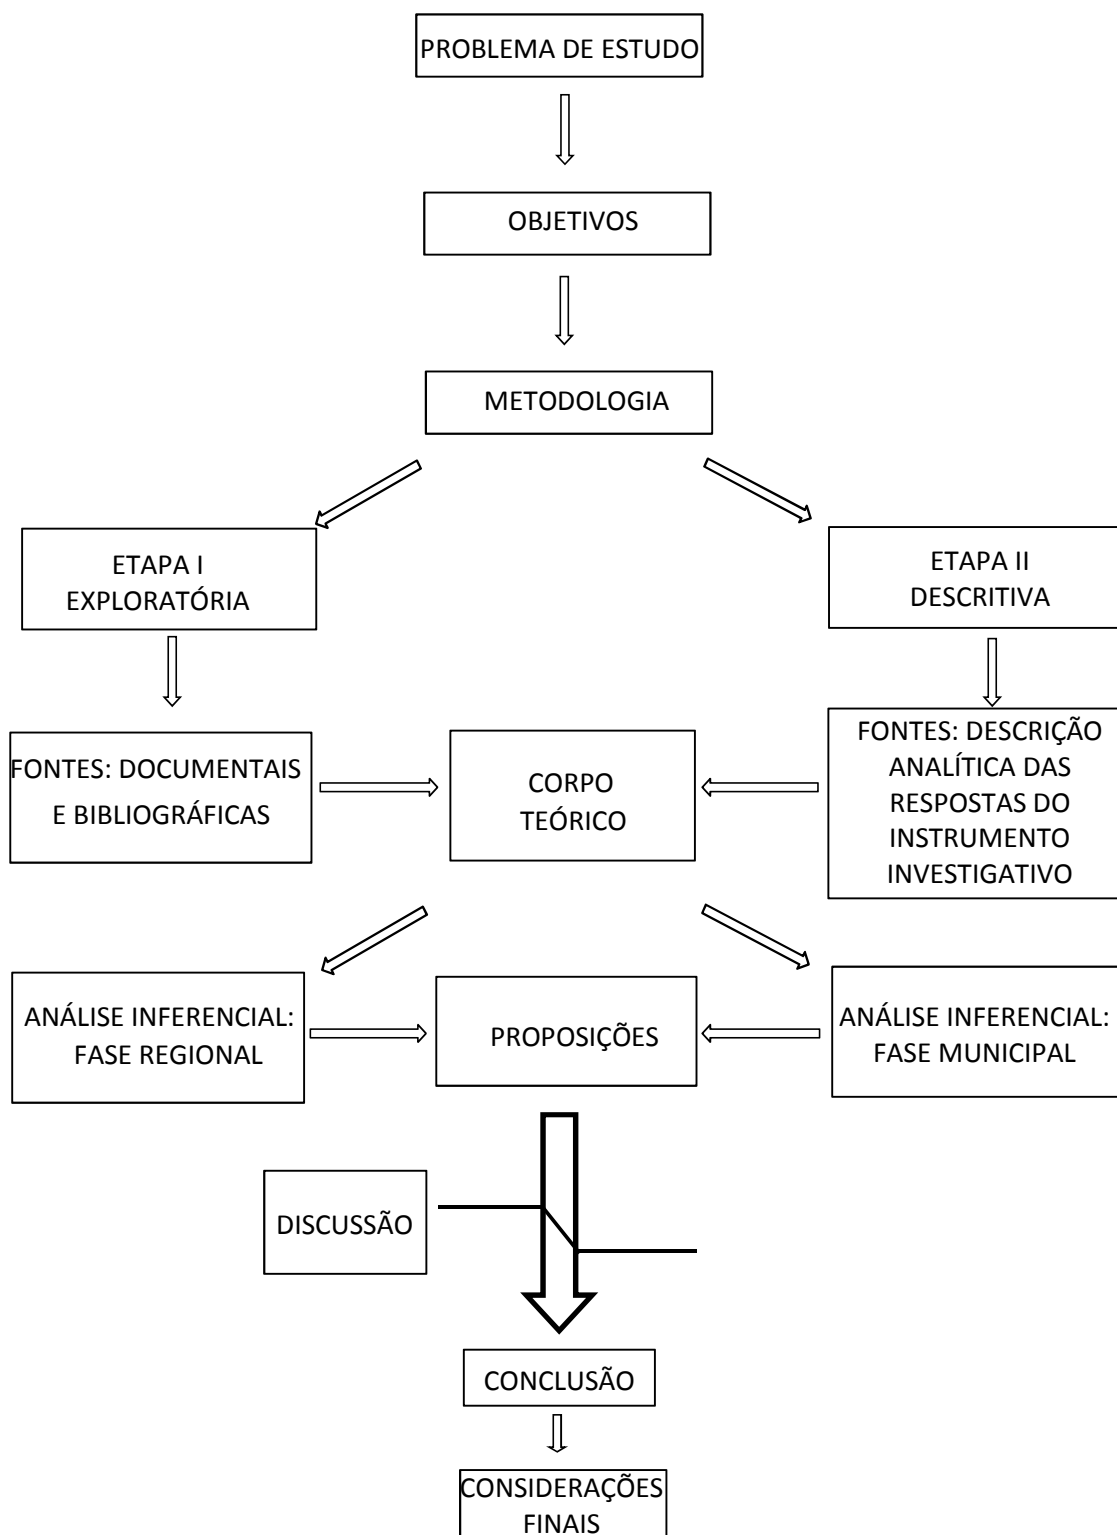 PROBLEMA DE ESTUDO
OBJETIVOS
METODOLOGIA
ETAPA I
EXPLORATÓRIA
ETAPA II
DESCRITIVA
FONTES: DOCUMENTAIS
E BIBLIOGRÁFICAS
CORPO
TEÓRICO
FONTES: DESCRIÇÃO
ANALÍTICA DAS
RESPOSTAS DO
INSTRUMENTO
INVESTIGATIVO
ANÁLISE INFERENCIAL:
FASE REGIONAL
PROPOSIÇÕES
ANÁLISE INFERENCIAL:
FASE MUNICIPAL
DISCUSSÃO
CONCLUSÃO
CONSIDERAÇÕES
FINAIS